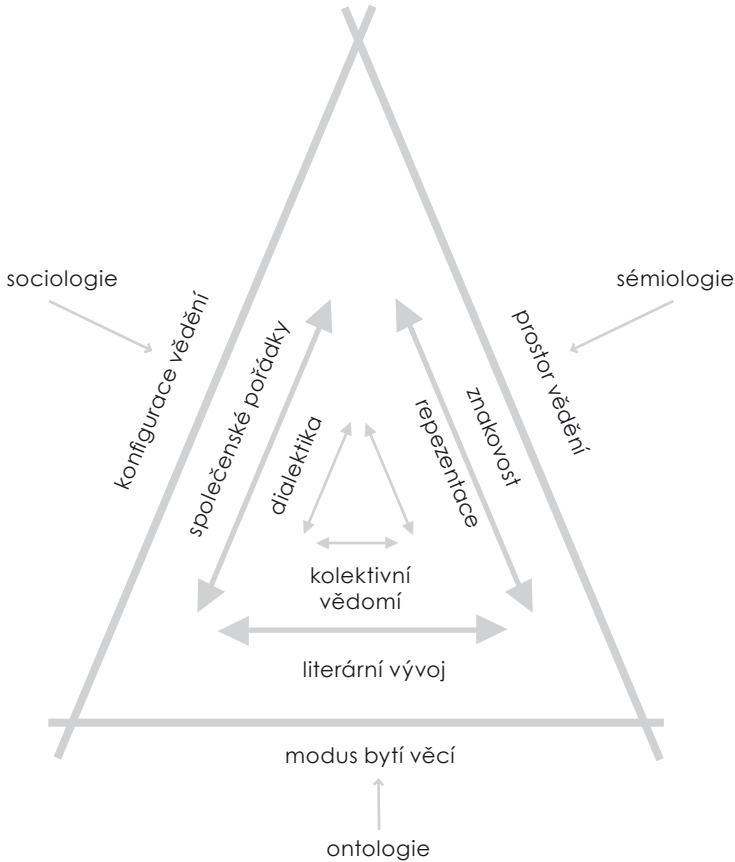 sociologie
sémiologie
konfigurace vědění
společenské pořádky
dialektika
repezentace
znakovost
prostor vědění
kolektivní
vědomí
literární vývoj
modus bytí věcí
ontologie